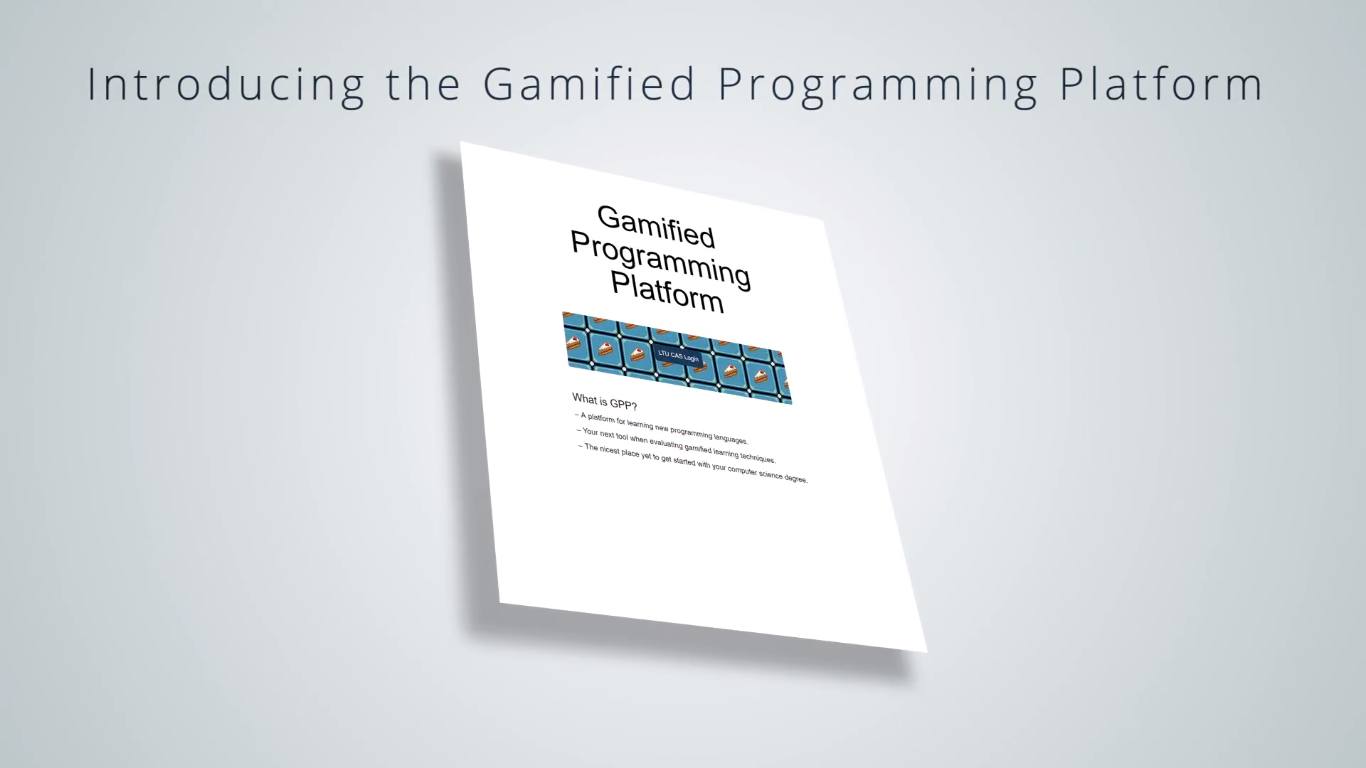 Introducing the Gamified Programming Platform
Gamified
Programming
Platform
LTU CAS Login
What is GPP?
– A platform for learning new programming languages.
– Your next tool when evaluating gamified learning techniques.
– The nicest place yet to get started with your computer science degree.